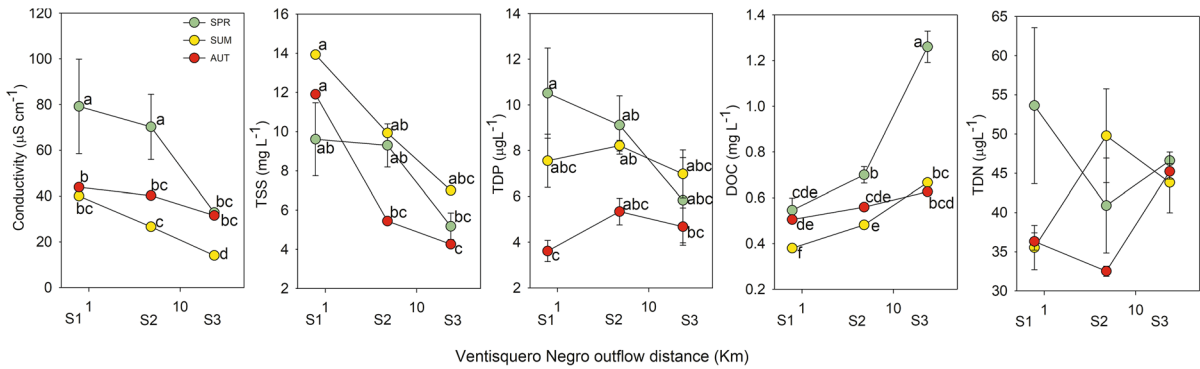 120
100
80
60
40
20
0
Conductivity (µS cm⁻¹)
SPR
SUM
AUT
a
a
b
bc
bc
bc
c
bc
d
1
10
S1
S2
S3
16
14
12
10
8
6
4
2
TSS (mg L⁻¹)
a
a
ab
ab
ab
abc
bc
bc
c
1
10
S1
S2
S3
12
10
8
6
4
2
TDP (µgL⁻¹)
a
ab
abc
ab
abc
abc
bc
c
1
10
S1
S2
S3
1.4
1.2
1.0
0.8
0.6
0.4
0.2
DOC (mg L⁻¹)
a
b
cde
cde
bc
de
bcd
e
f
1
10
S1
S2
S3
65
60
55
50
45
40
35
30
TDN (µgL⁻¹)
1
10
S1
S2
S3
Ventisquero Negro outflow distance (Km)